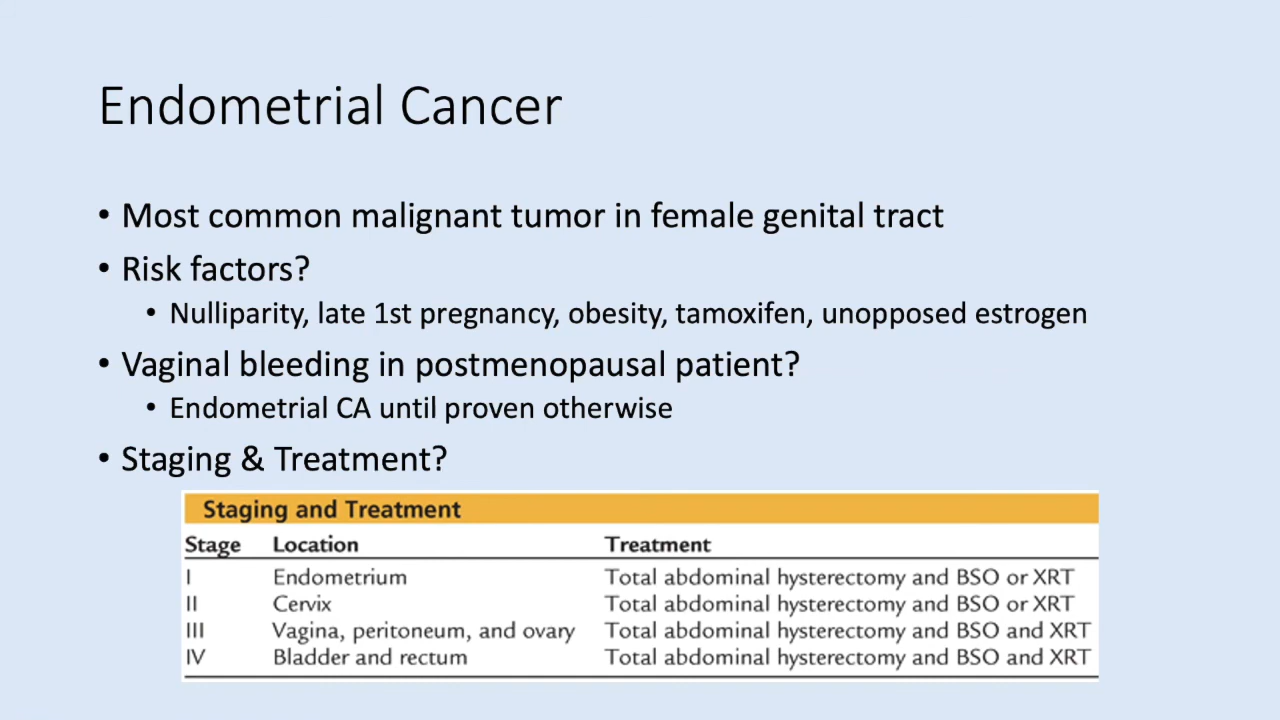 Endometrial Cancer
• Most common malignant tumor in female genital tract
• Risk factors?
• Nulliparity, late 1st pregnancy, obesity, tamoxifen, unopposed estrogen
• Vaginal bleeding in postmenopausal patient?
• Endometrial CA until proven otherwise
• Staging & Treatment?
Staging and Treatment
Stage Location Treatment
I Endometrium Total abdominal hysterectomy and BSO or XRT
II Cervix Total abdominal hysterectomy and BSO or XRT
III Vagina, peritoneum, and ovary Total abdominal hysterectomy and BSO and XRT
IV Bladder and rectum Total abdominal hysterectomy and BSO and XRT